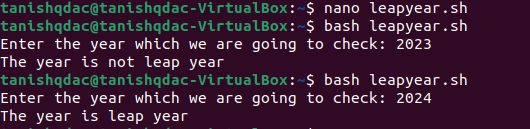 tanishqdac@tanishqdac-VirtualBox:~$ nano leapyear.sh
tanishqdac@tanishqdac-VirtualBox:~$ bash leapyear.sh
Enter the year which we are going to check: 2023
The year is not leap year
tanishqdac@tanishqdac-VirtualBox:~$ bash leapyear.sh
Enter the year which we are going to check: 2024
The year is leap year